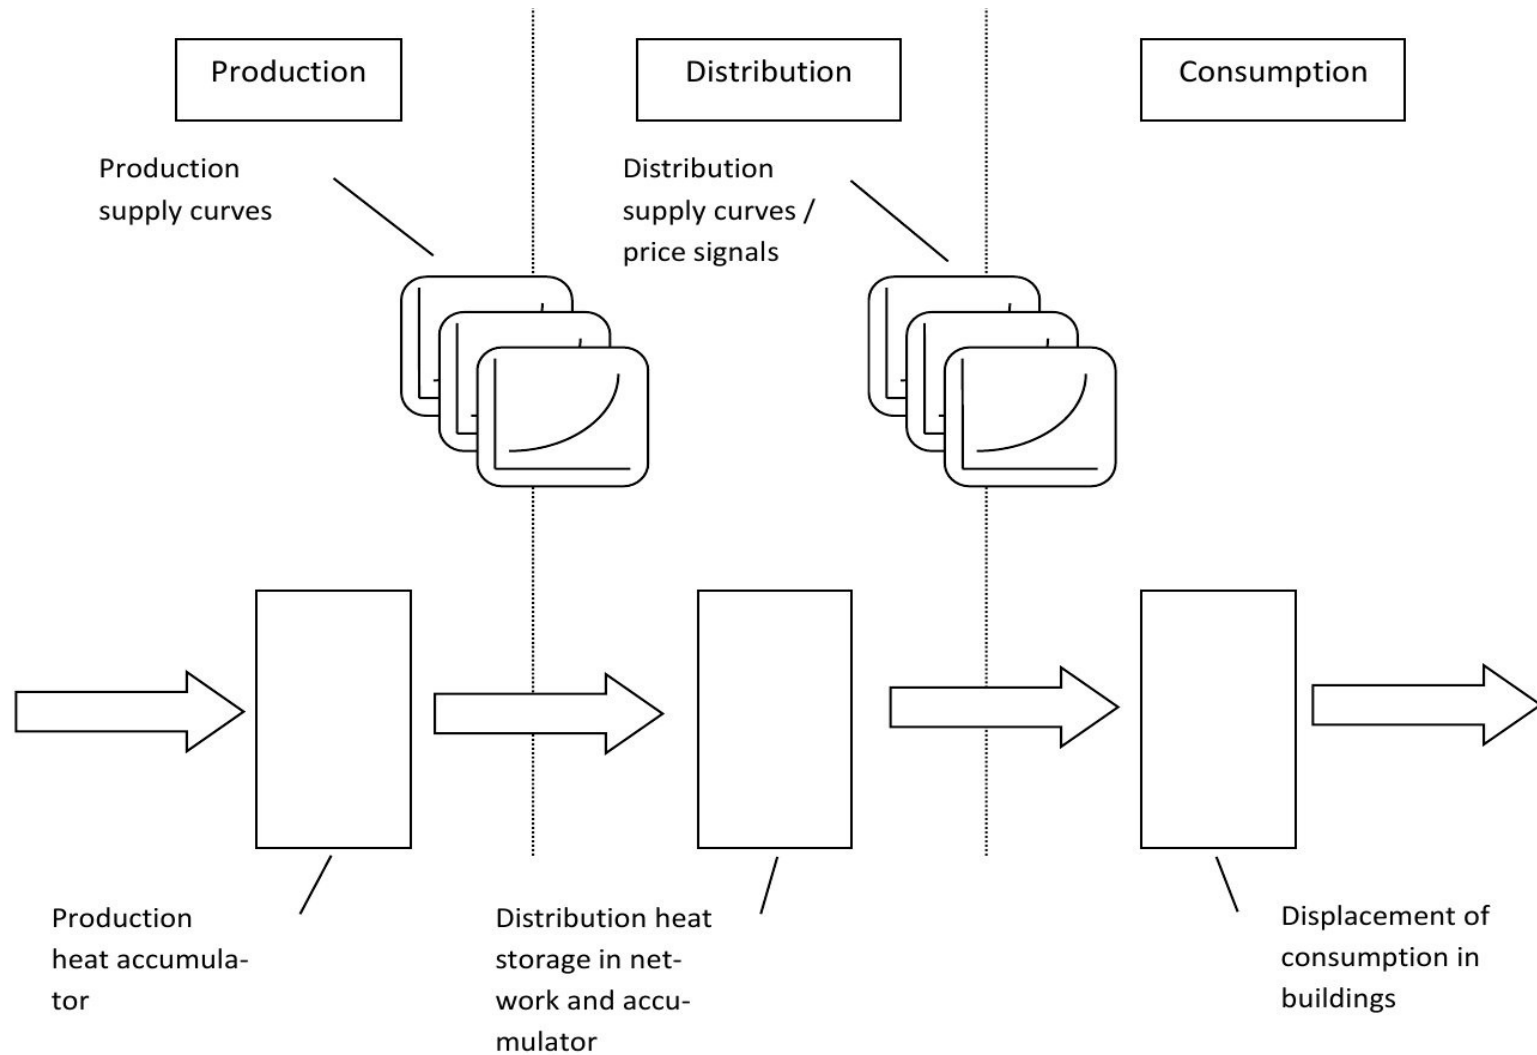 Production
Distribution
Consumption
Production
supply curves
Distribution
supply curves /
price signals
Production
heat accumula-
tor
Distribution heat
storage in net-
work and accu-
mulator
Displacement of
consumption in
buildings